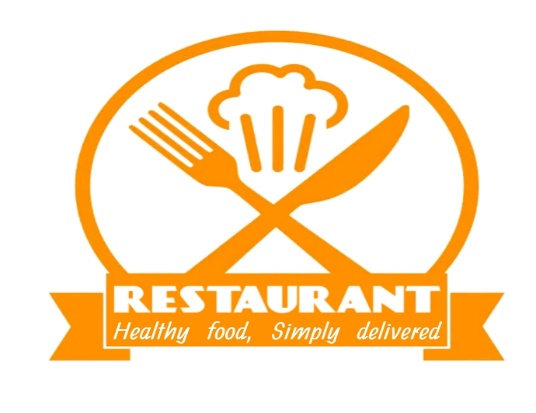 RESTAURANT
Healthy food, Simply delivered